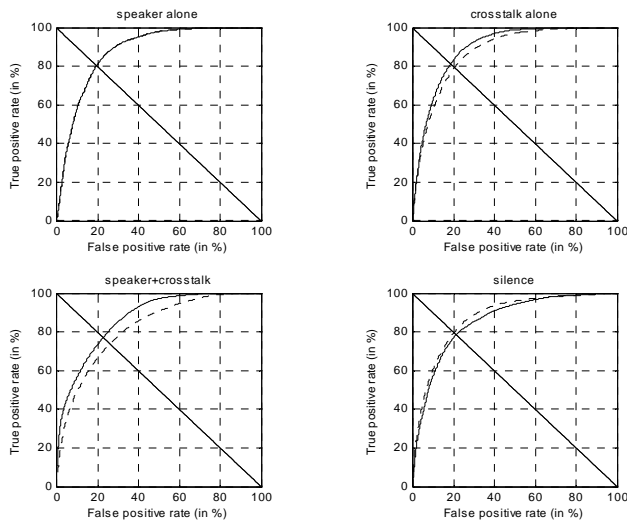 speaker alone
100
80
60
40
20
0
True positive rate (in %)
0 20 40 60 80 100
False positive rate (in %)
crosstalk alone
100
80
60
40
20
0
True positive rate (in %)
0 20 40 60 80 100
False positive rate (in %)
speaker+crosstalk
100
80
60
40
20
0
True positive rate (in %)
0 20 40 60 80 100
False positive rate (in %)
silence
100
80
60
40
20
0
True positive rate (in %)
0 20 40 60 80 100
False positive rate (in %)